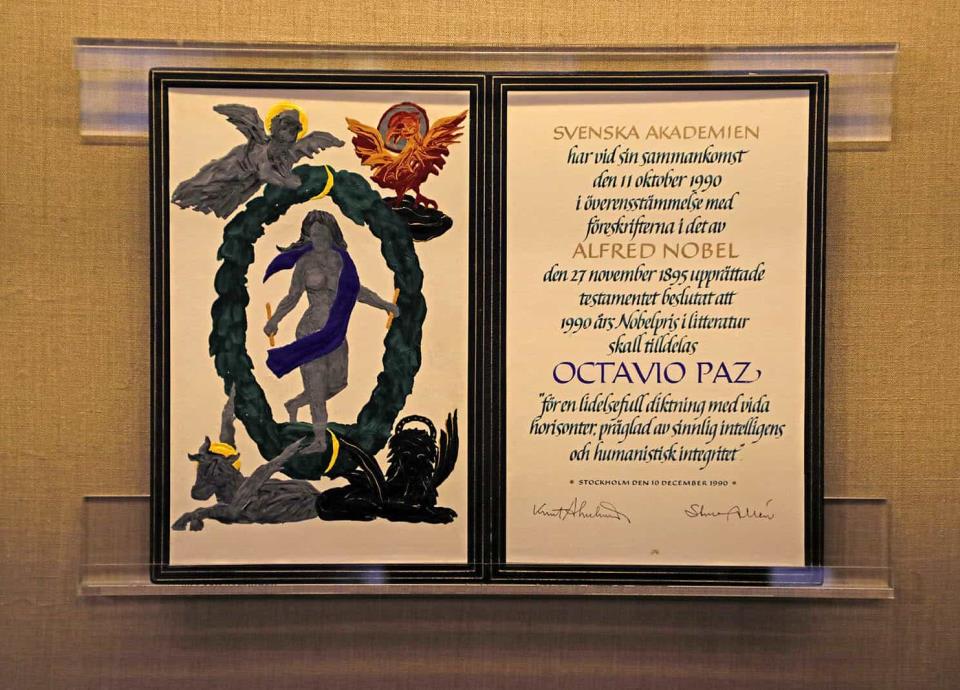 SVENSKA AKADEMIEN
har vid sin sammankomst
den 11 oktober 1990
i överensstämmelse med
föreskrifterna i det av
ALFRED NOBEL
den 27 november 1895 upprättade
testamentet beslutat att
1990 års Nobelpris i litteratur
skall tilldelas
OCTAVIO PAZ
"för en lidelsefull diktning med vida
horisonter, präglad av sinnlig intelligens
och humanistisk integritet"
* STOCKHOLM DEN 10 DECEMBER 1990 *